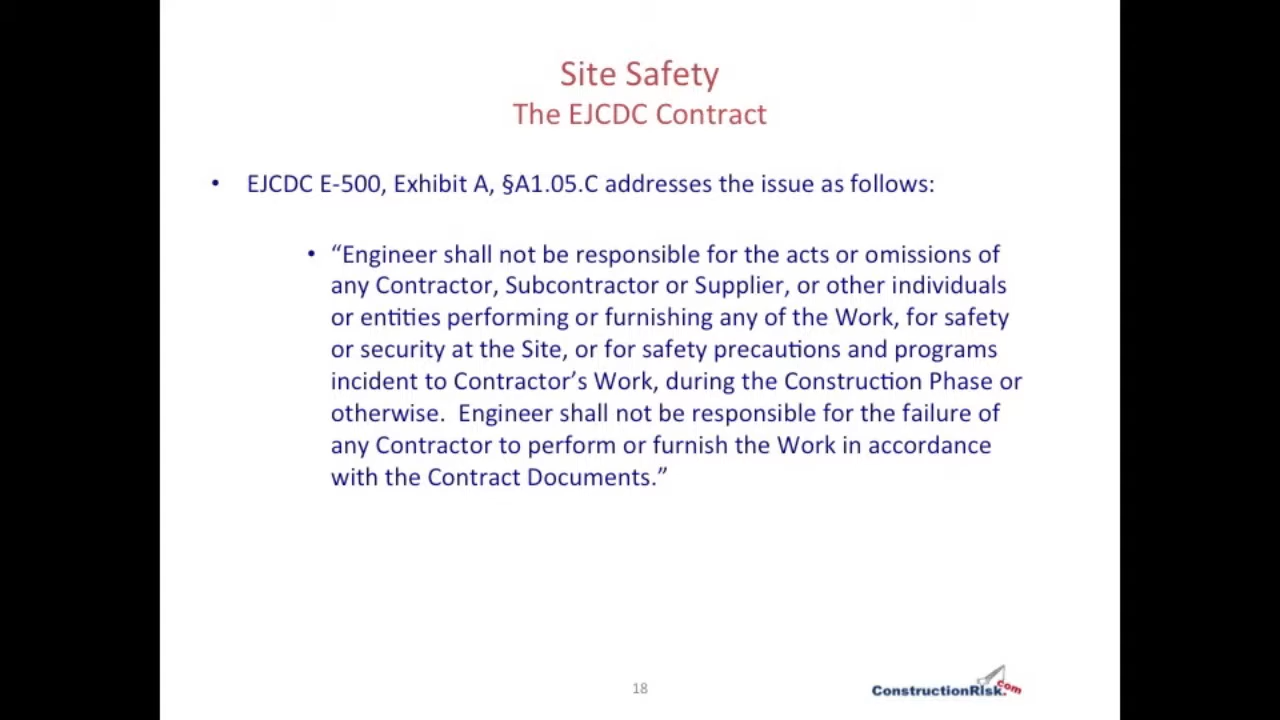 Site Safety
The EJCDC Contract
• EJCDC E-500, Exhibit A, §A1.05.C addresses the issue as follows:
• “Engineer shall not be responsible for the acts or omissions of
any Contractor, Subcontractor or Supplier, or other individuals
or entities performing or furnishing any of the Work, for safety
or security at the Site, or for safety precautions and programs
incident to Contractor’s Work, during the Construction Phase or
otherwise.  Engineer shall not be responsible for the failure of
any Contractor to perform or furnish the Work in accordance
with the Contract Documents.”
18
ConstructionRisk.com